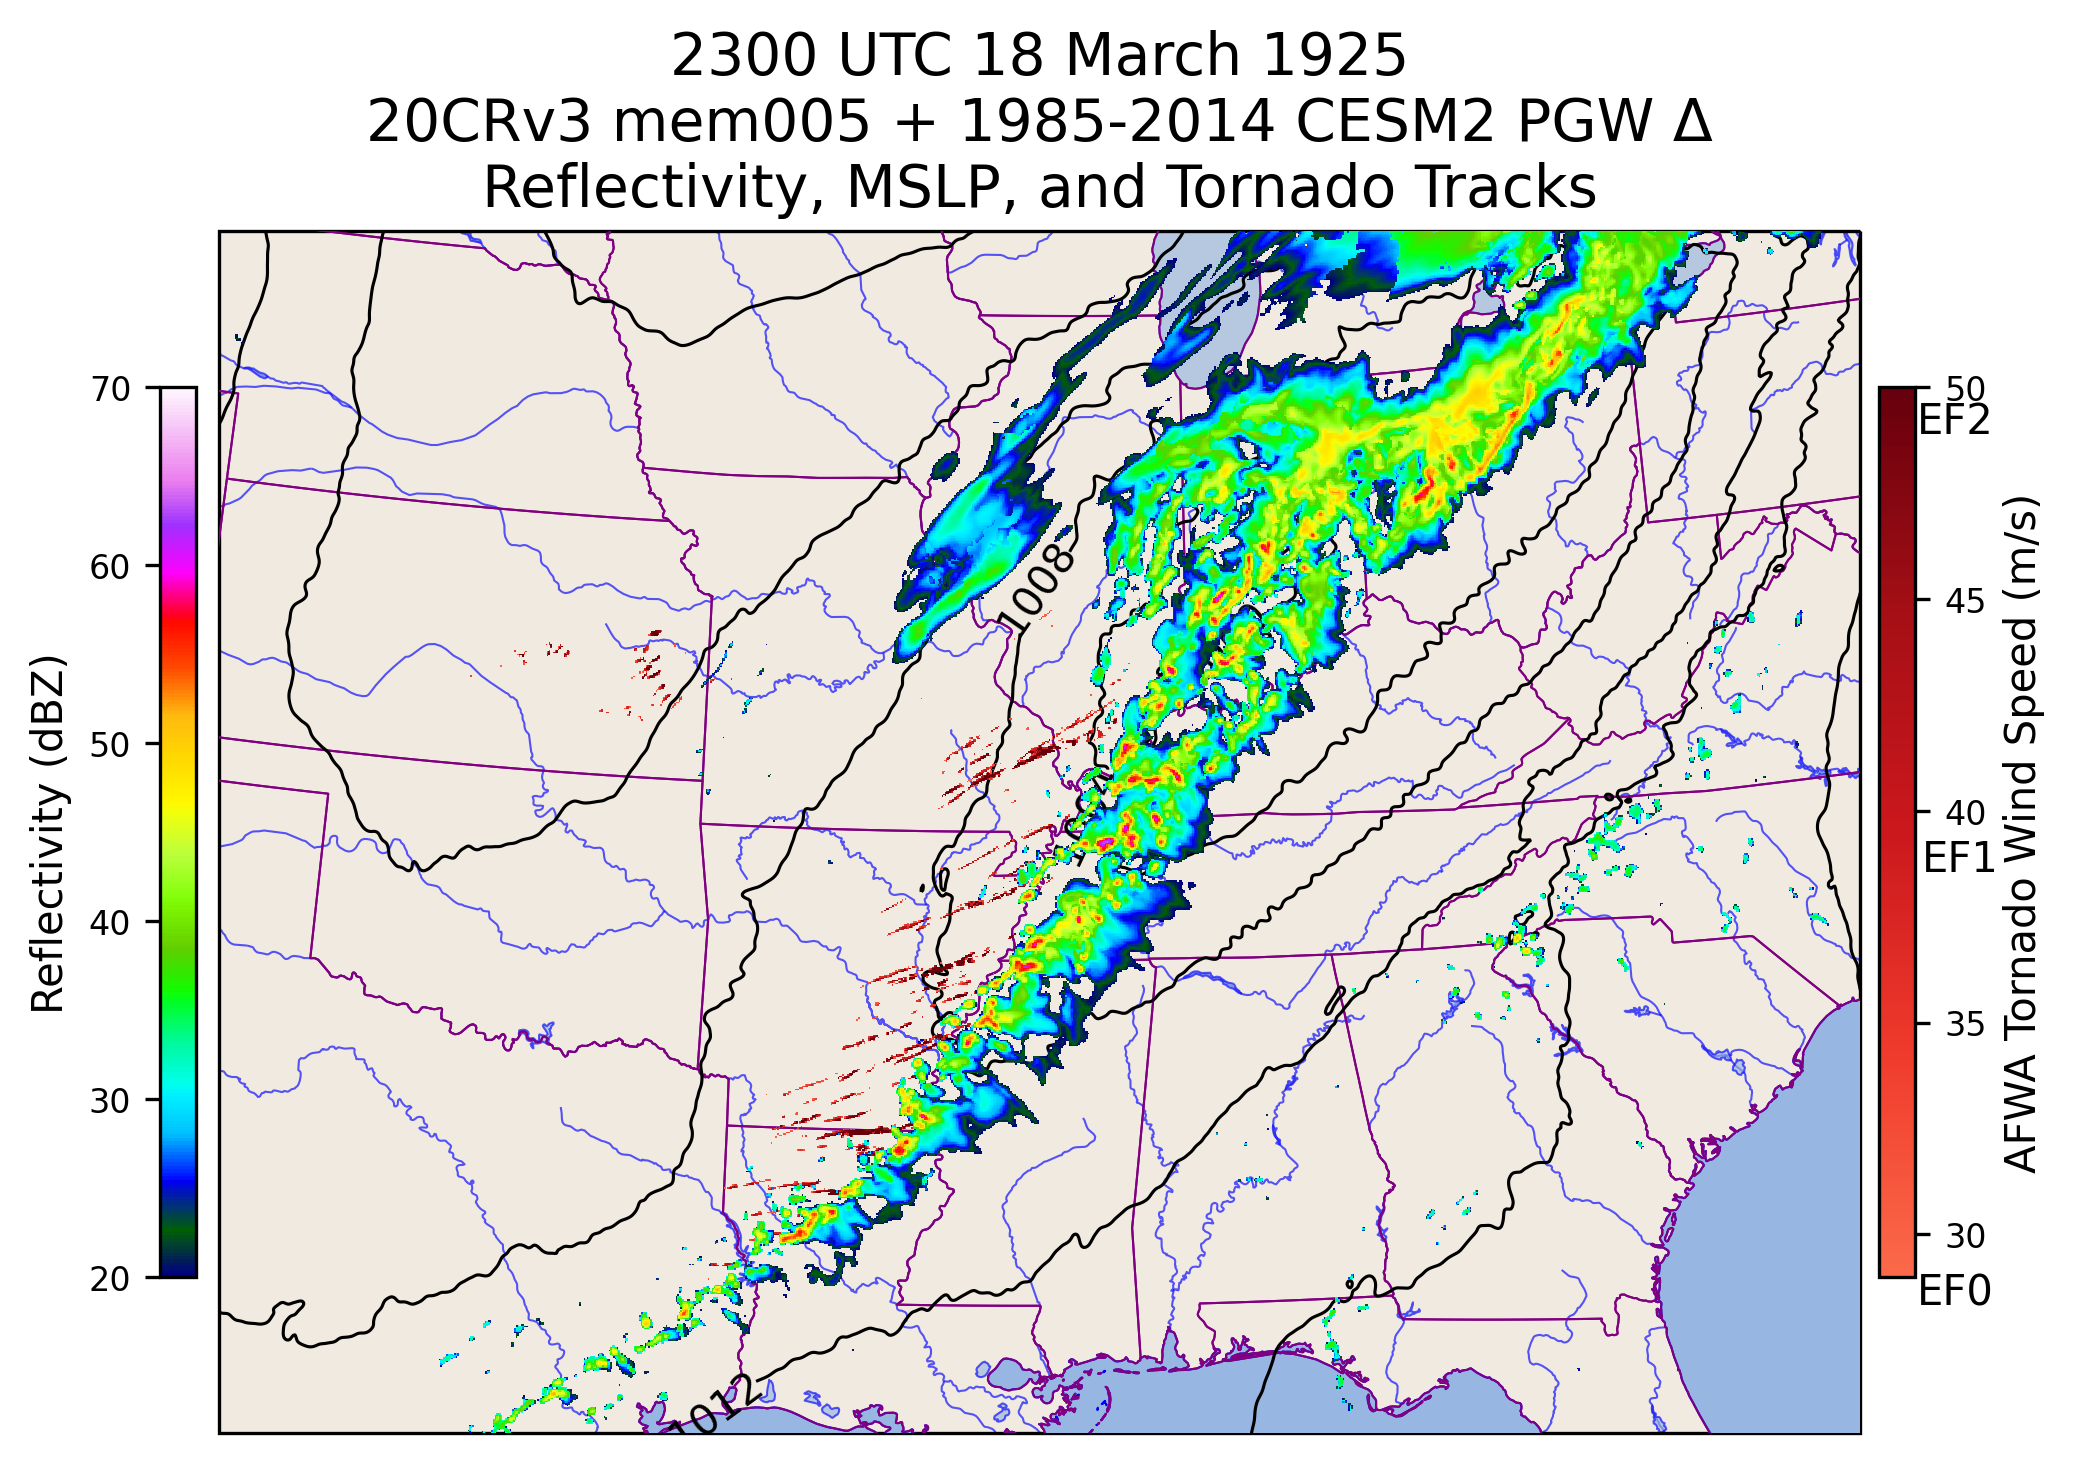 2300 UTC 18 March 1925
20CRv3 mem005 + 1985-2014 CESM2 PGW Δ
Reflectivity, MSLP, and Tornado Tracks
Reflectivity (dBZ)
70
60
50
40
30
20
1008
1012
50
EF2
45
40
EF1
35
30
EF0
AFWA Tornado Wind Speed (m/s)